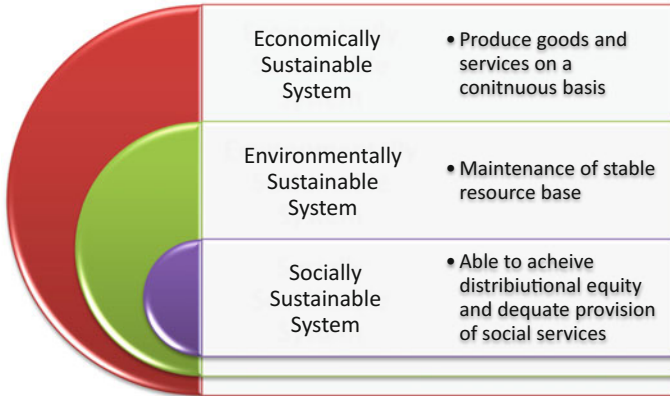 Economically
Sustainable
System
• Produce goods and
services on a
conitnuous basis
Environmentally
Sustainable
System
• Maintenance of stable
resource base
Socially
Sustainable
System
• Able to acheive
distribiutional equity
and dequate provision
of social services